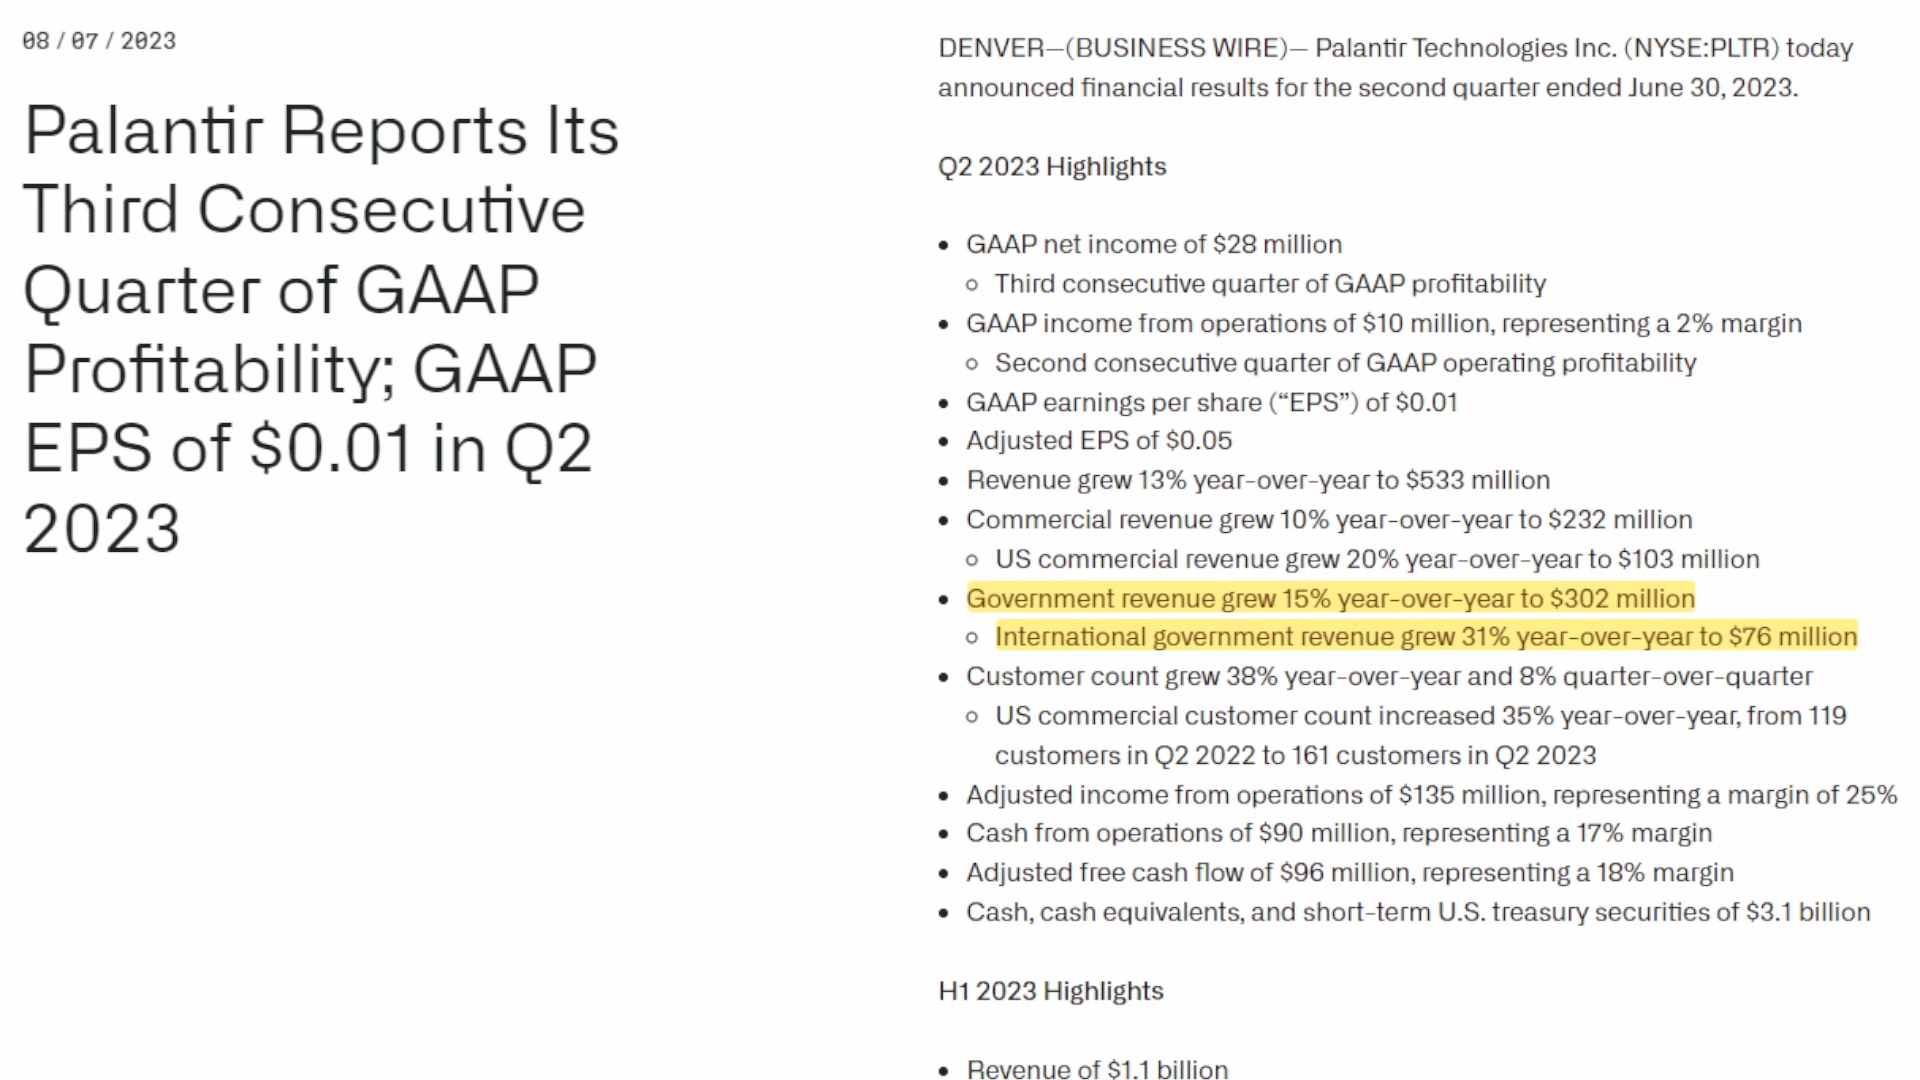 08 / 07 / 2023
Palantir Reports Its
Third Consecutive
Quarter of GAAP
Profitability; GAAP
EPS of $0.01 in Q2
2023
DENVER–(BUSINESS WIRE)– Palantir Technologies Inc. (NYSE:PLTR) today
announced financial results for the second quarter ended June 30, 2023.
Q2 2023 Highlights
• GAAP net income of $28 million
○ Third consecutive quarter of GAAP profitability
• GAAP income from operations of $10 million, representing a 2% margin
○ Second consecutive quarter of GAAP operating profitability
• GAAP earnings per share (“EPS”) of $0.01
• Adjusted EPS of $0.05
• Revenue grew 13% year-over-year to $533 million
• Commercial revenue grew 10% year-over-year to $232 million
○ US commercial revenue grew 20% year-over-year to $103 million
• Government revenue grew 15% year-over-year to $302 million
○ International government revenue grew 31% year-over-year to $76 million
• Customer count grew 38% year-over-year and 8% quarter-over-quarter
○ US commercial customer count increased 35% year-over-year, from 119
customers in Q2 2022 to 161 customers in Q2 2023
• Adjusted income from operations of $135 million, representing a margin of 25%
• Cash from operations of $90 million, representing a 17% margin
• Adjusted free cash flow of $96 million, representing a 18% margin
• Cash, cash equivalents, and short-term U.S. treasury securities of $3.1 billion
H1 2023 Highlights
• Revenue of $1.1 billion